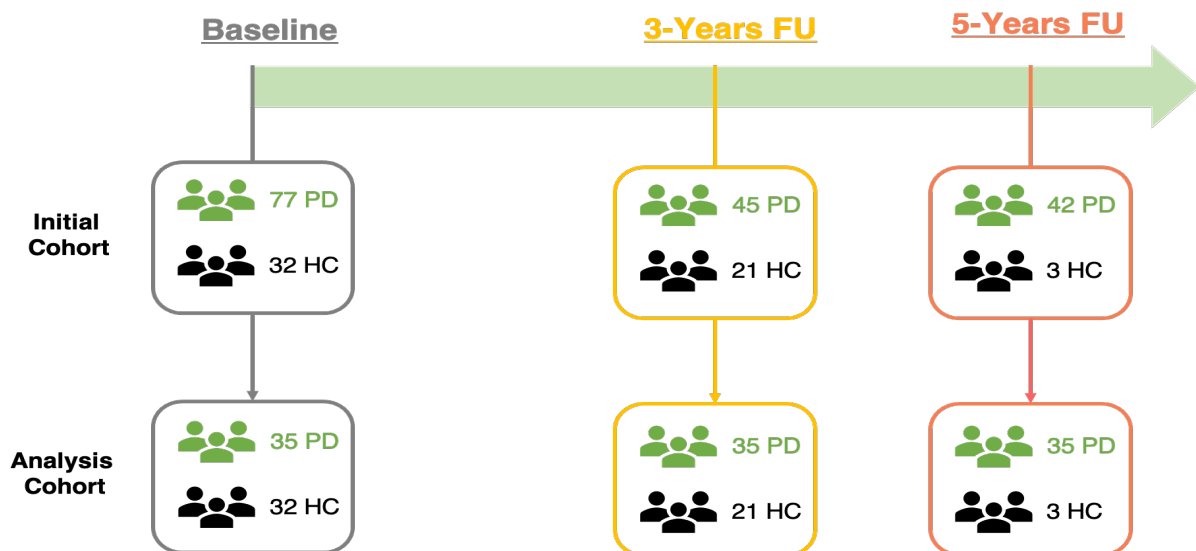 Baseline
3-Years FU
5-Years FU
Initial
Cohort
77 PD
32 HC
45 PD
21 HC
42 PD
3 HC
Analysis
Cohort
35 PD
32 HC
35 PD
21 HC
35 PD
3 HC